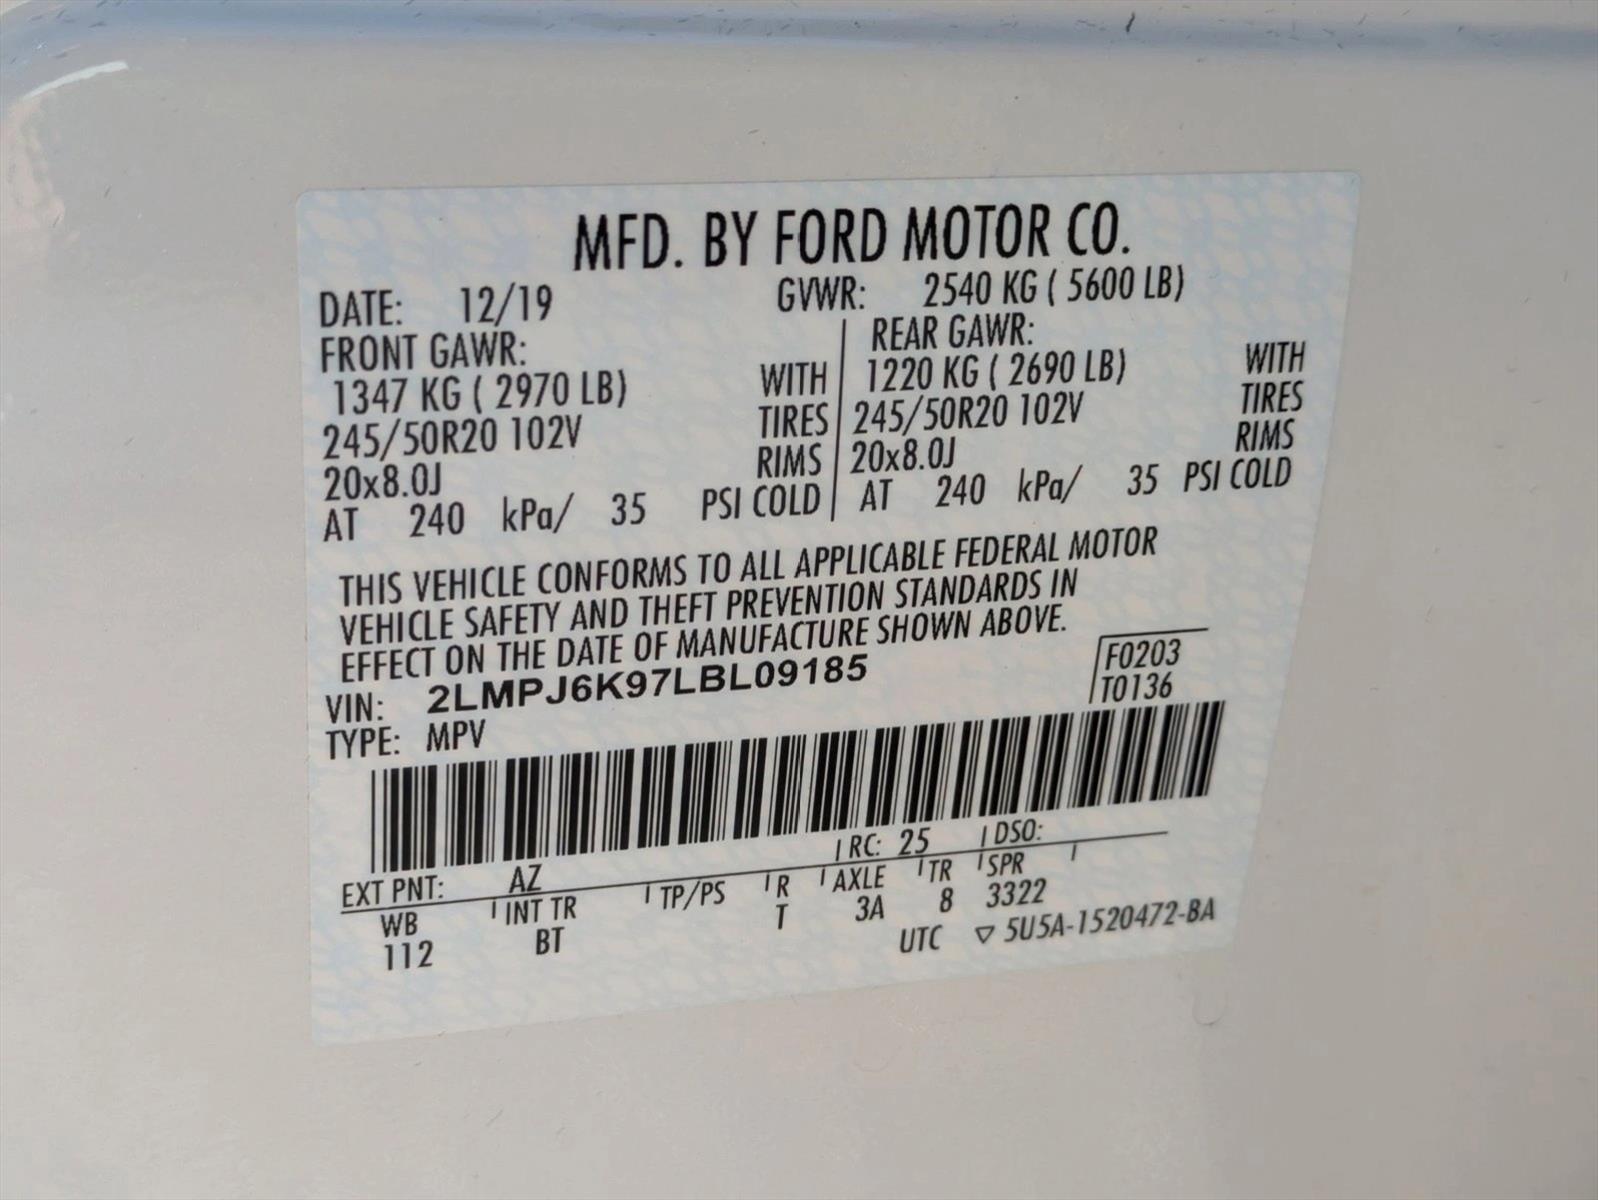 MFD. BY FORD MOTOR CO.
DATE: 12/19 GVWR: 2540 KG ( 5600 LB)
FRONT GAWR: REAR GAWR:
1347 KG ( 2970 LB) WITH 1220 KG ( 2690 LB) WITH
245/50R20 102V TIRES 245/50R20 102V TIRES
20x8.0J RIMS 20x8.0J RIMS
AT 240 kPa/ 35 PSI COLD AT 240 kPa/ 35 PSI COLD
THIS VEHICLE CONFORMS TO ALL APPLICABLE FEDERAL MOTOR
VEHICLE SAFETY AND THEFT PREVENTION STANDARDS IN
EFFECT ON THE DATE OF MANUFACTURE SHOWN ABOVE.
VIN: 2LMPJ6K97LBL09185 F0203
TYPE: MPV T0136
EXT PNT: AZ RC: 25 DSO:
WB INT TR TP/PS R AXLE TR SPR
112 BT T 3A 8 3322
UTC ▽ 5U5A-1520472-BA